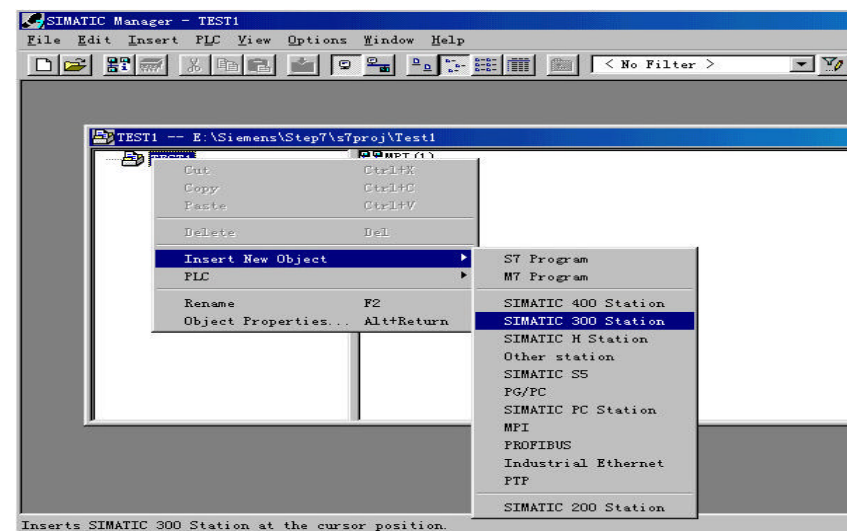 SIMATIC Manager - TEST1
File Edit Insert PLC View Options Window Help
< No Filter >
TEST1 -- E:\Siemens\Step7\s7proj\Test1
TEST1
MPI(1)
Cut Ctrl+X
Copy Ctrl+C
Paste Ctrl+V
Delete Del
Insert New Object
PLC
Rename F2
Object Properties... Alt+Return
S7 Program
M7 Program
SIMATIC 400 Station
SIMATIC 300 Station
SIMATIC H Station
Other station
SIMATIC S5
PG/PC
SIMATIC PC Station
MPI
PROFIBUS
Industrial Ethernet
PTP
SIMATIC 200 Station
Inserts SIMATIC 300 Station at the cursor position.